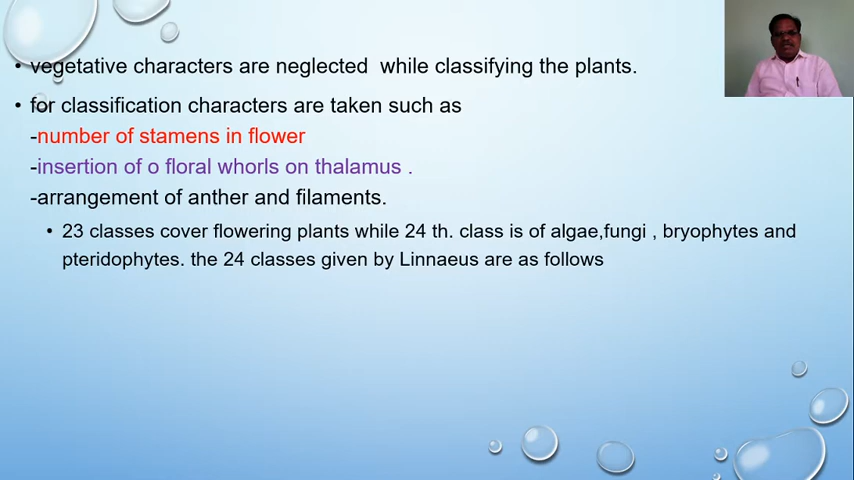 • vegetative characters are neglected while classifying the plants.
• for classification characters are taken such as
-number of stamens in flower
-insertion of o floral whorls on thalamus .
-arrangement of anther and filaments.
• 23 classes cover flowering plants while 24 th. class is of algae,fungi , bryophytes and
pteridophytes. the 24 classes given by Linnaeus are as follows